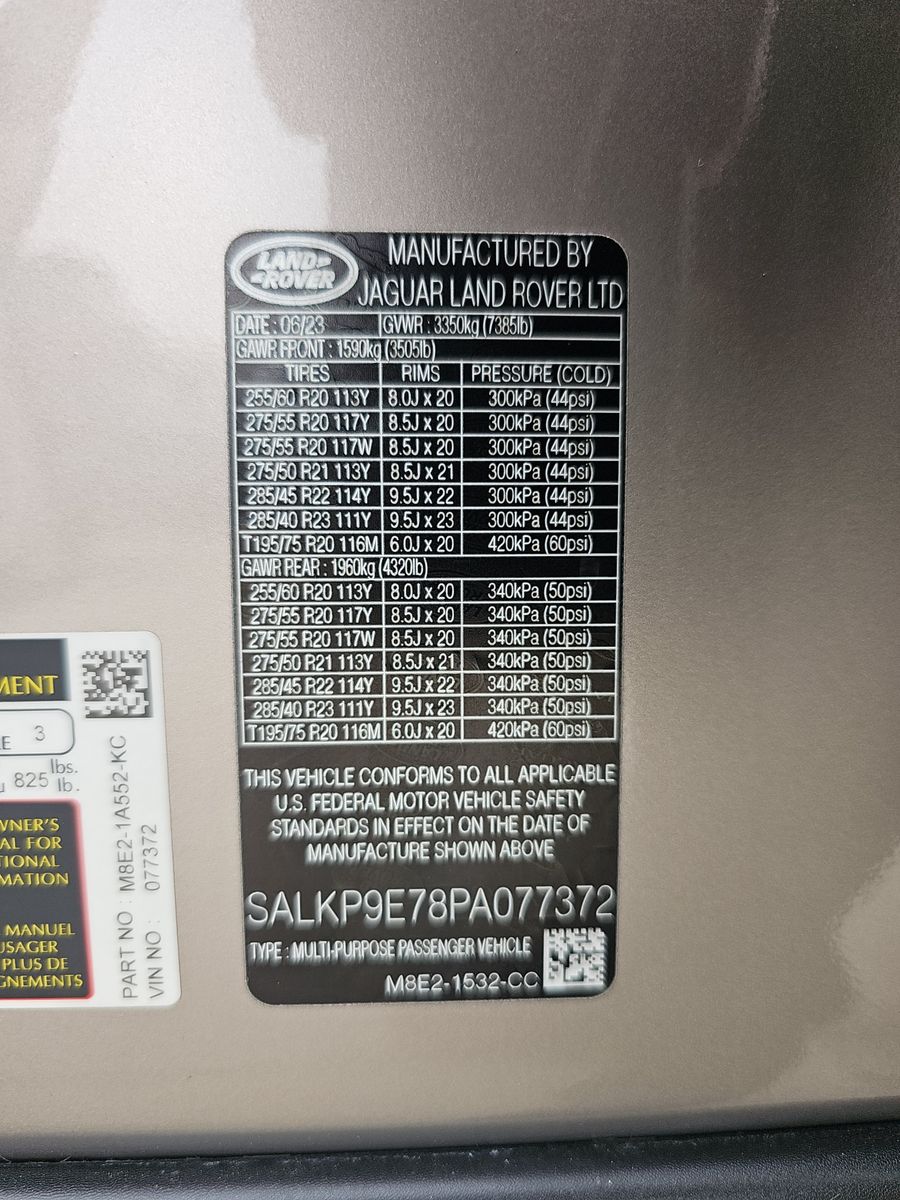 LAND
ROVER
MANUFACTURED BY
JAGUAR LAND ROVER LTD
DATE : 06/23 GVWR : 3350kg (7385lb)
GAWR FRONT : 1590kg (3505lb)
TIRES RIMS PRESSURE (COLD)
255/60 R20 113Y 8.0J x 20 300kPa (44psi)
275/55 R20 117Y 8.5J x 20 300kPa (44psi)
275/55 R20 117W 8.5J x 20 300kPa (44psi)
275/50 R21 113Y 8.5J x 21 300kPa (44psi)
285/45 R22 114Y 9.5J x 22 300kPa (44psi)
285/40 R23 111Y 9.5J x 23 300kPa (44psi)
T195/75 R20 116M 6.0J x 20 420kPa (60psi)
GAWR REAR : 1960kg (4320lb)
255/60 R20 113Y 8.0J x 20 340kPa (50psi)
275/55 R20 117Y 8.5J x 20 340kPa (50psi)
275/55 R20 117W 8.5J x 20 340kPa (50psi)
275/50 R21 113Y 8.5J x 21 340kPa (50psi)
285/45 R22 114Y 9.5J x 22 340kPa (50psi)
285/40 R23 111Y 9.5J x 23 340kPa (50psi)
T195/75 R20 116M 6.0J x 20 420kPa (60psi)
THIS VEHICLE CONFORMS TO ALL APPLICABLE
U.S. FEDERAL MOTOR VEHICLE SAFETY
STANDARDS IN EFFECT ON THE DATE OF
MANUFACTURE SHOWN ABOVE
SALKP9E78PA077372
TYPE : MULTI-PURPOSE PASSENGER VEHICLE
M8E2-1532-CC
MENT
E 3
825 lbs.
lb.
WNER'S
AL FOR
TIONAL
MATION
MANUEL
USAGER
PLUS DE
GNEMENTS
PART NO : M8E2-1A552-KC
VIN NO : 077372